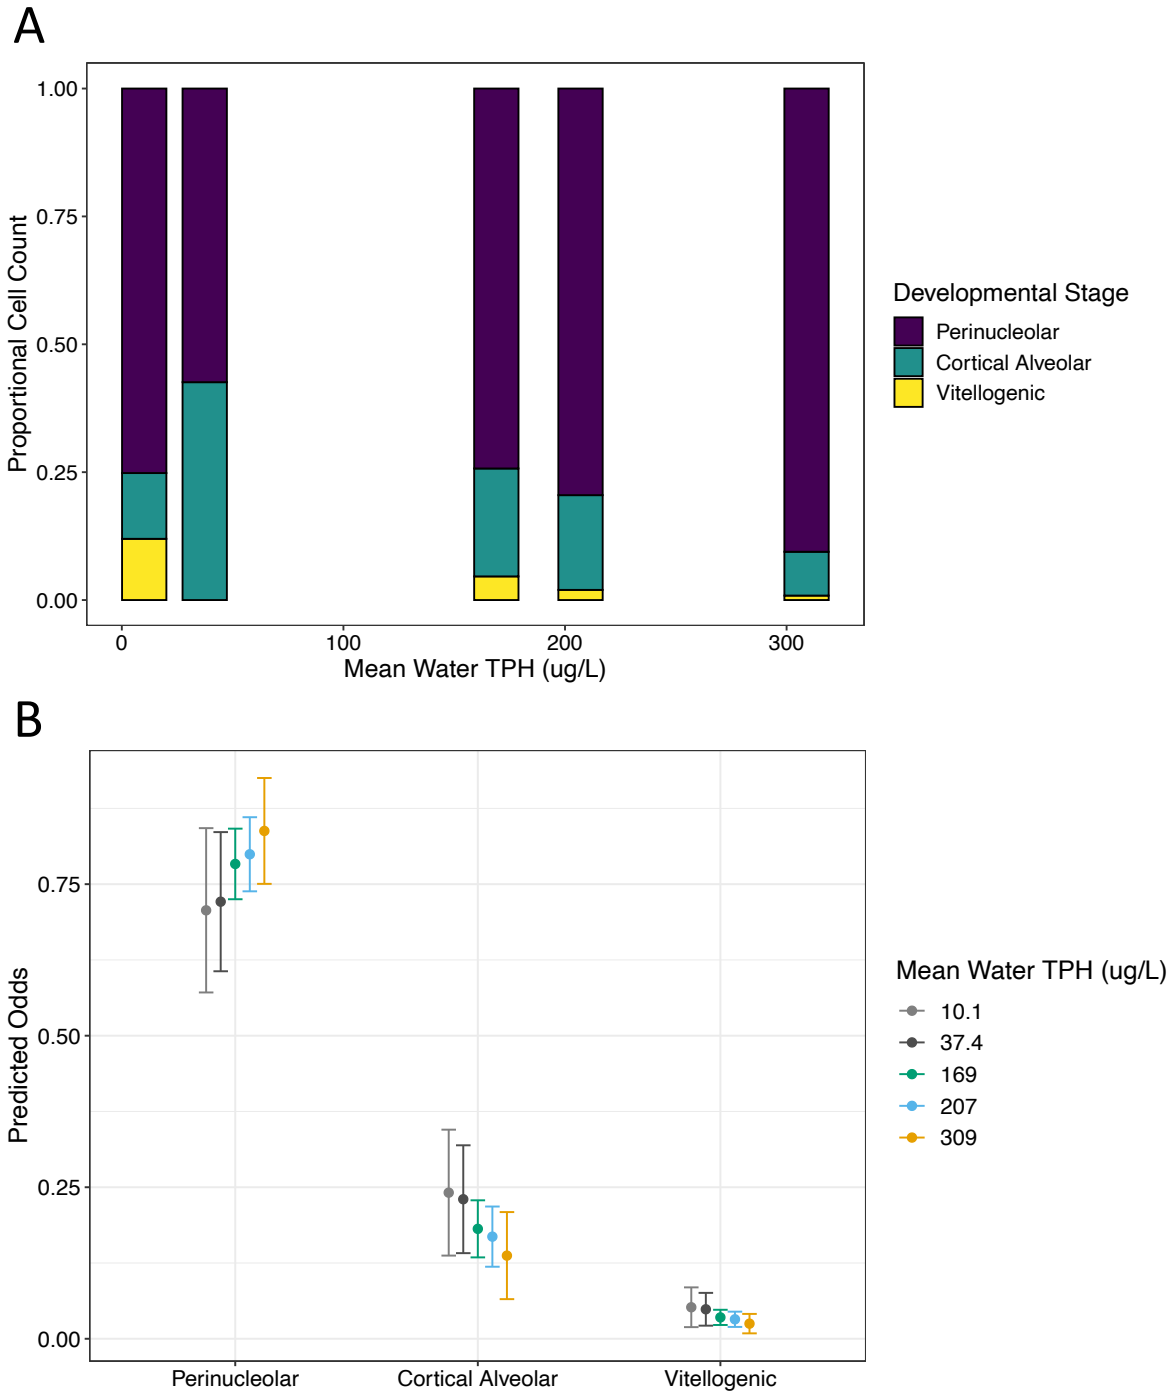 A
Proportional Cell Count
1.00
0.75
0.50
0.25
0.00
0 100 200 300
Mean Water TPH (ug/L)
Developmental Stage
Perinucleolar
Cortical Alveolar
Vitellogenic
B
Predicted Odds
0.75
0.50
0.25
0.00
Perinucleolar Cortical Alveolar Vitellogenic
Mean Water TPH (ug/L)
10.1
37.4
169
207
309